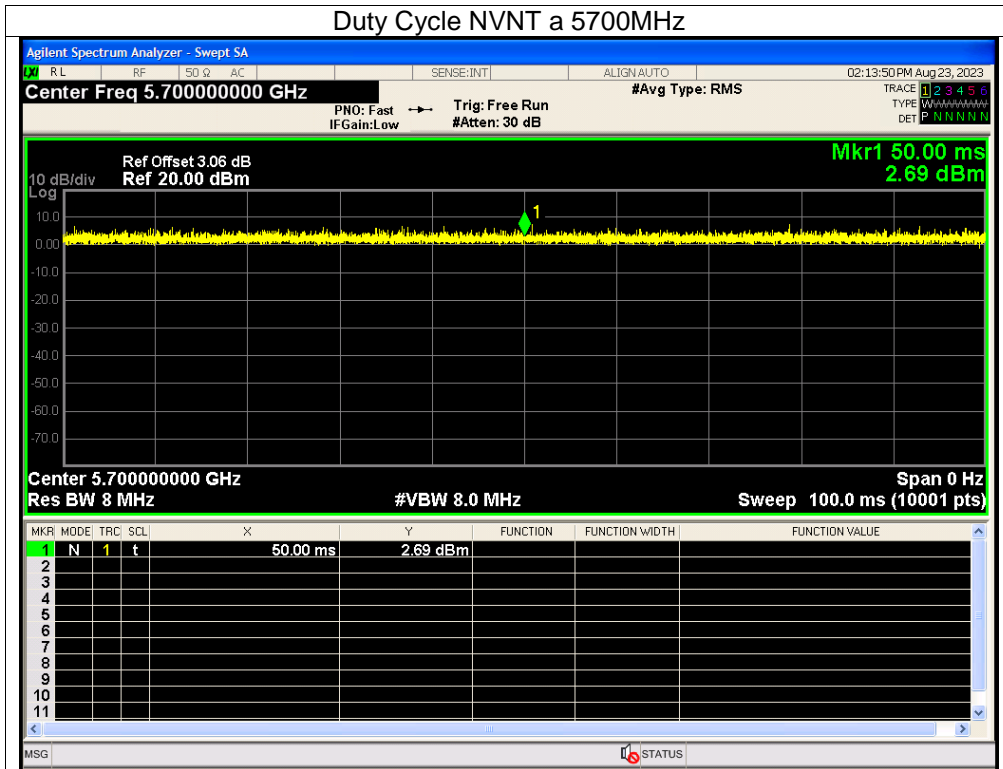 Duty Cycle NVNT a 5700MHz
Agilent Spectrum Analyzer - Swept SA
LXI RL RF 50 Ω AC SENSE:INT ALIGN AUTO 02:13:50 PM Aug 23, 2023
Center Freq 5.700000000 GHz #Avg Type: RMS TRACE 1 2 3 4 5 6
PNO: Fast Trig: Free Run TYPE WWWWWW
IFGain:Low #Atten: 30 dB DET P N N N N N
Mkr1 50.00 ms
Ref Offset 3.06 dB
10 dB/div Ref 20.00 dBm 2.69 dBm
Log
1
10.0
0.00
-10.0
-20.0
-30.0
-40.0
-50.0
-60.0
-70.0
Center 5.700000000 GHz Span 0 Hz
Res BW 8 MHz #VBW 8.0 MHz Sweep 100.0 ms (10001 pts)
MKR MODE TRC SCL X Y FUNCTION FUNCTION WIDTH FUNCTION VALUE
1 N 1 t 50.00 ms 2.69 dBm
2
3
4
5
6
7
8
9
10
11
MSG STATUS